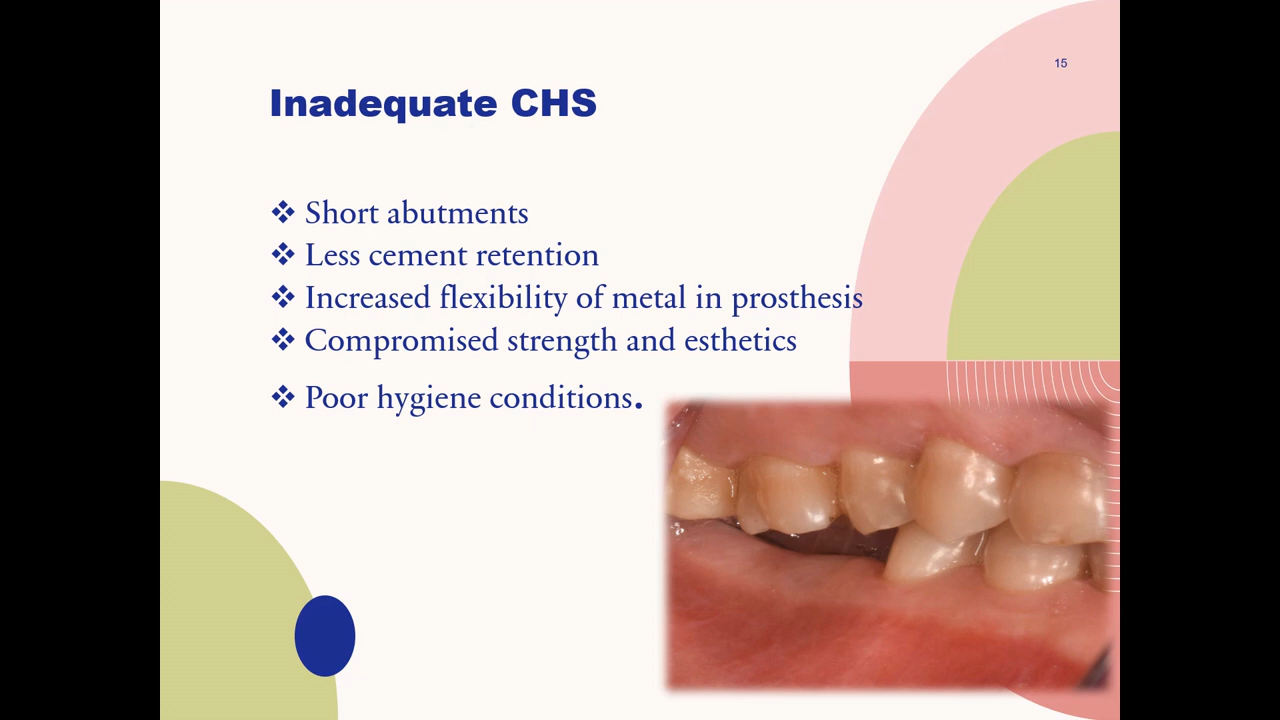 15
Inadequate CHS
❖ Short abutments
❖ Less cement retention
❖ Increased flexibility of metal in prosthesis
❖ Compromised strength and esthetics
❖ Poor hygiene conditions.